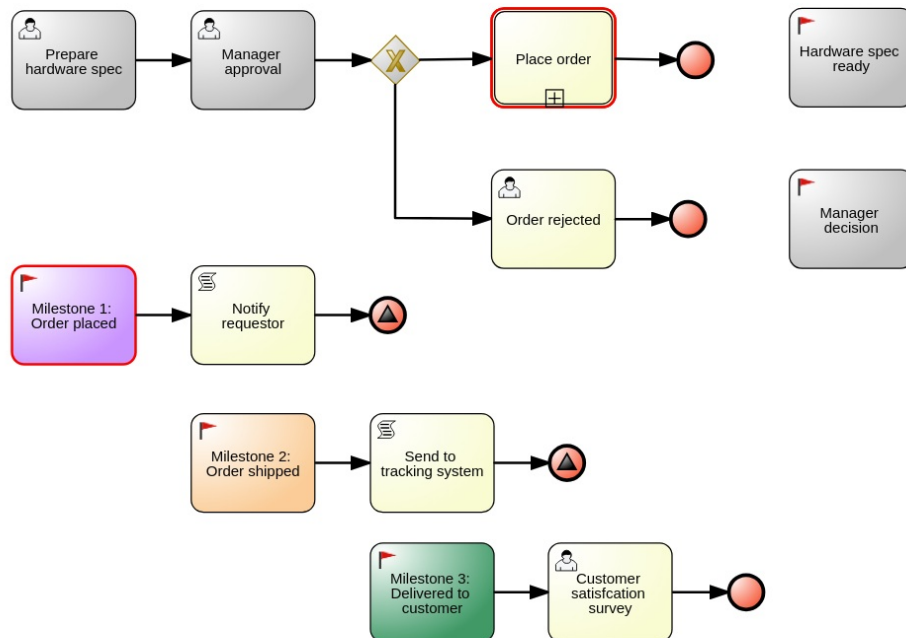 Prepare
hardware spec
Manager
approval
X
Place order
Hardware spec
ready
Order rejected
Manager
decision
Milestone 1:
Order placed
Notify
requestor
Milestone 2:
Order shipped
Send to
tracking system
Milestone 3:
Delivered to
customer
Customer
satisfcation
survey